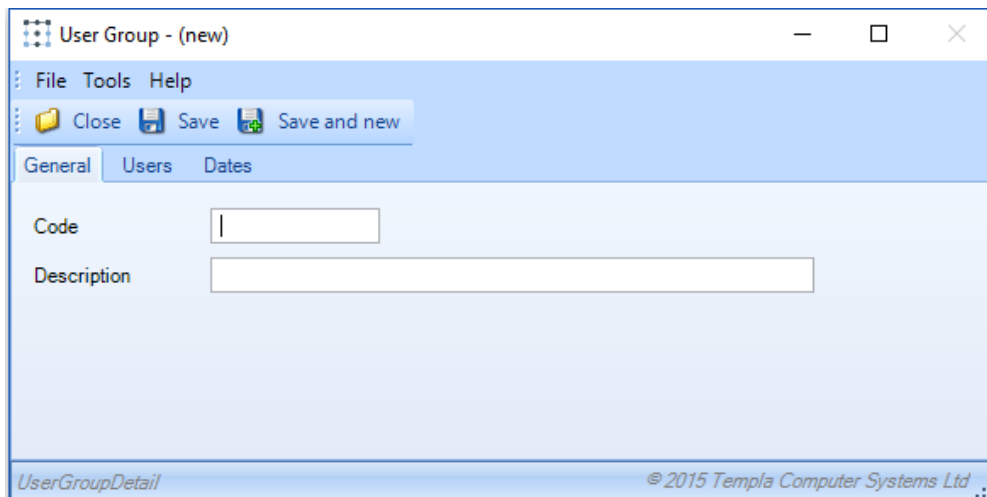 User Group - (new)
File Tools Help
Close Save Save and new
General Users Dates
Code
Description
UserGroupDetail © 2015 Templa Computer Systems Ltd